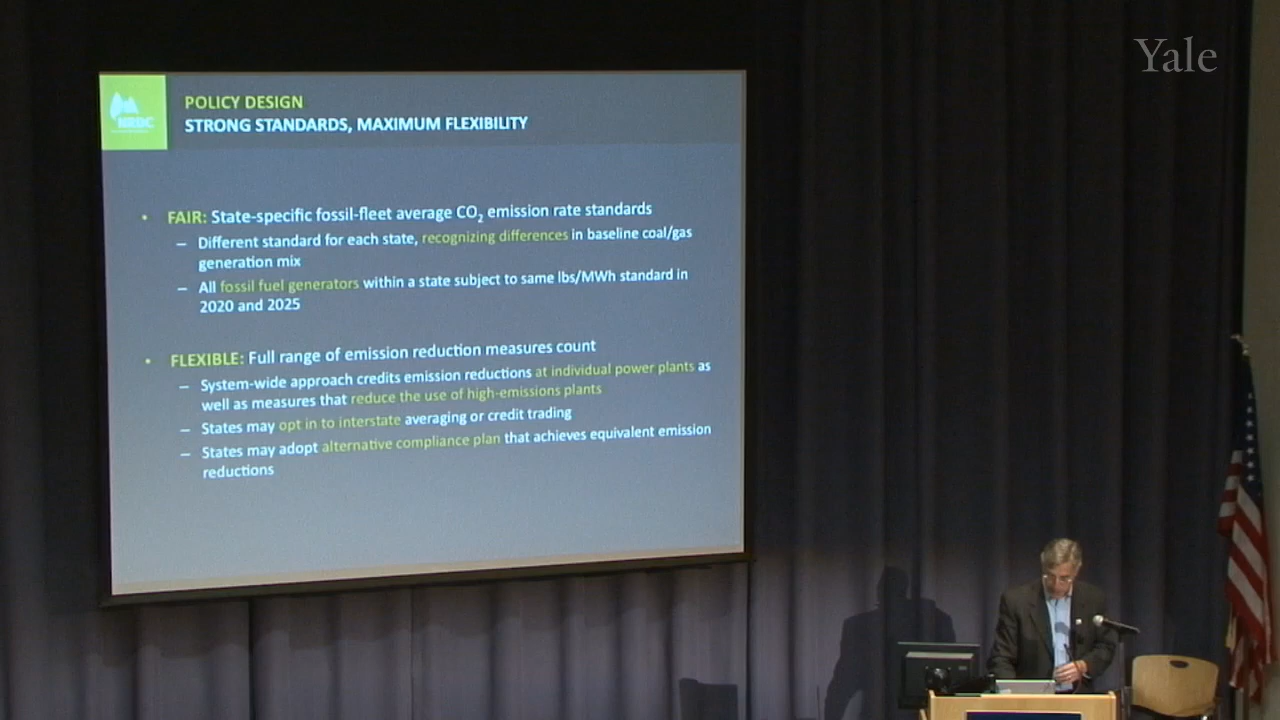 Yale
NRDC
POLICY DESIGN
STRONG STANDARDS, MAXIMUM FLEXIBILITY
• FAIR: State-specific fossil-fleet average CO₂ emission rate standards
– Different standard for each state, recognizing differences in baseline coal/gas
generation mix
– All fossil fuel generators within a state subject to same lbs/MWh standard in
2020 and 2025
• FLEXIBLE: Full range of emission reduction measures count
– System-wide approach credits emission reductions at individual power plants as
well as measures that reduce the use of high-emissions plants
– States may opt in to interstate averaging or credit trading
– States may adopt alternative compliance plan that achieves equivalent emission
reductions